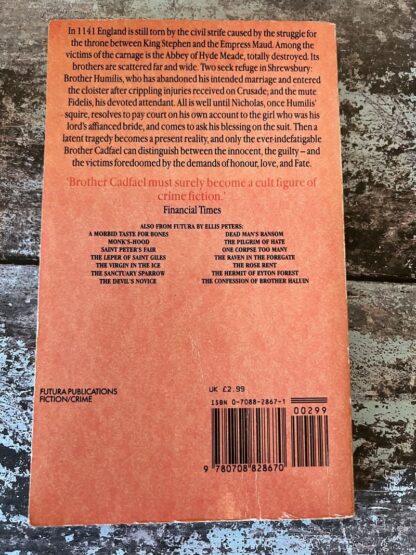 In 1141 England is still torn by the civil strife caused by the struggle for
the throne between King Stephen and the Empress Maud. Among the
victims of the carnage is the Abbey of Hyde Meade, totally destroyed. Its
brothers are scattered far and wide. Two seek refuge in Shrewsbury:
Brother Humilis, who has abandoned his intended marriage and entered
the cloister after crippling injuries received on Crusade; and the mute
Fidelis, his devoted attendant. All is well until Nicholas, once Humilis'
squire, resolves to pay court on his own account to the girl who was his
lord's affianced bride, and comes to ask his blessing on the suit. Then a
latent tragedy becomes a present reality, and only the ever-indefatigable
Brother Cadfael can distinguish between the innocent, the guilty – and
the victims foredoomed by the demands of honour, love, and Fate.
'Brother Cadfael must surely become a cult figure of
crime fiction.'
Financial Times
ALSO FROM FUTURA BY ELLIS PETERS:
A MORBID TASTE FOR BONES
MONK'S-HOOD
SAINT PETER'S FAIR
THE LEPER OF SAINT GILES
THE VIRGIN IN THE ICE
THE SANCTUARY SPARROW
THE DEVIL'S NOVICE
DEAD MAN'S RANSOM
THE PILGRIM OF HATE
ONE CORPSE TOO MANY
THE RAVEN IN THE FOREGATE
THE ROSE RENT
THE HERMIT OF EYTON FOREST
THE CONFESSION OF BROTHER HALUIN
FUTURA PUBLICATIONS
FICTION/CRIME
UK £2.99
ISBN 0-7088-2867-1
00299
9 780708 828670